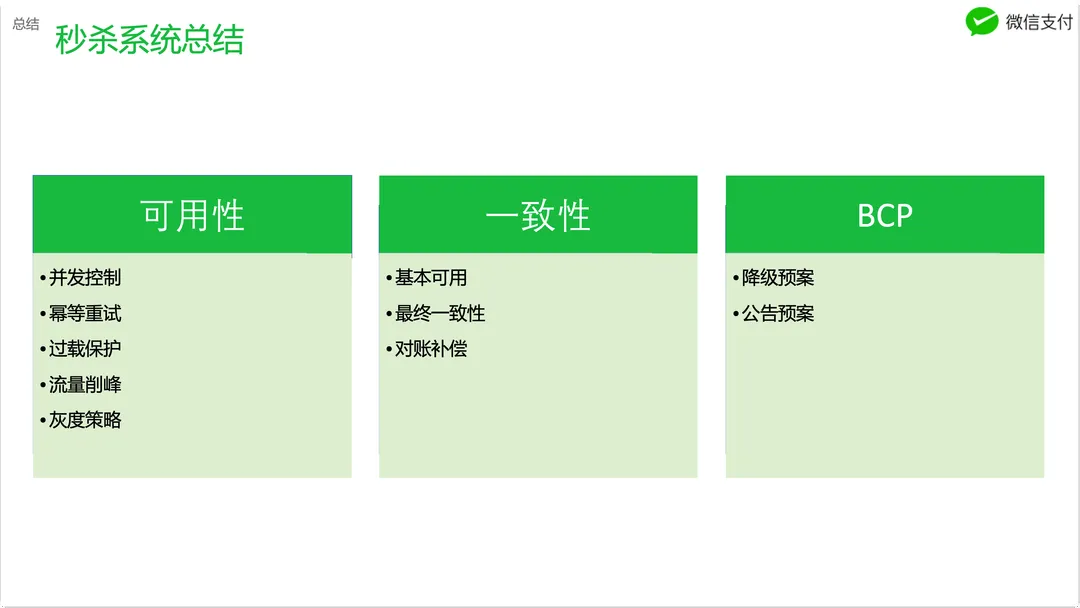 总结
秒杀系统总结
微信支付
可用性
•并发控制
•幂等重试
•过载保护
•流量削峰
•灰度策略
一致性
•基本可用
•最终一致性
•对账补偿
BCP
•降级预案
•公告预案